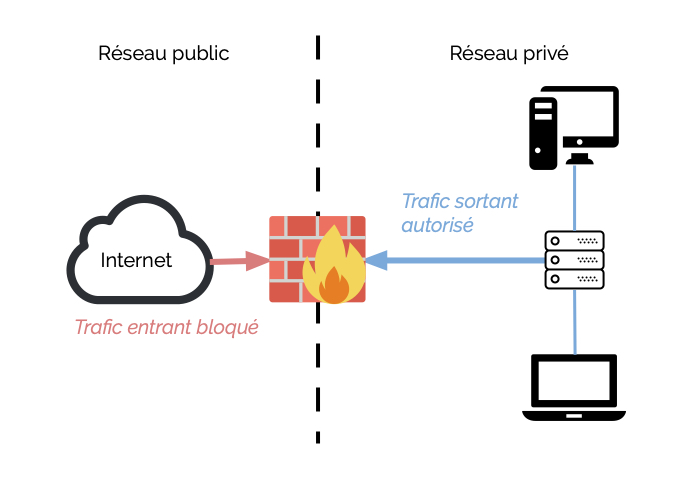 Réseau public
Réseau privé
Trafic sortant
autorisé
Internet
Trafic entrant bloqué